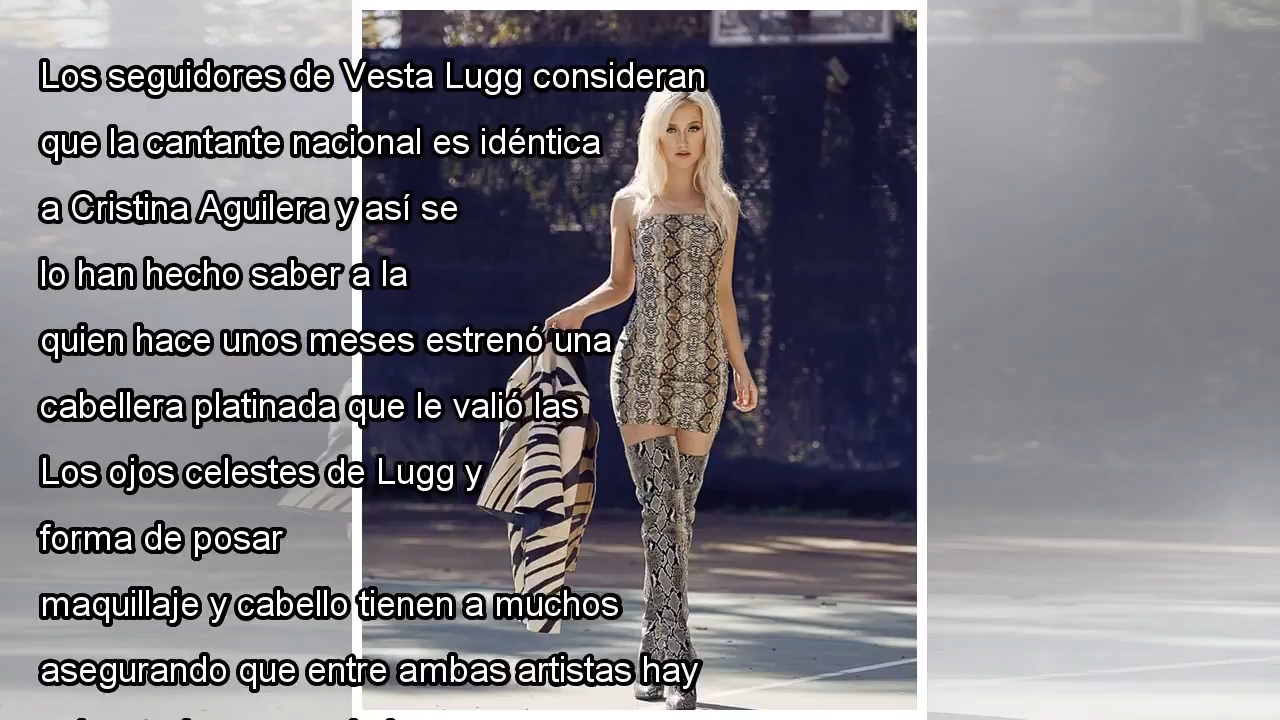 Los seguidores de Vesta Lugg consideran
que la cantante nacional es idéntica
a Cristina Aguilera y así se
lo han hecho saber a la
quien hace unos meses estrenó una
cabellera platinada que le valió las
Los ojos celestes de Lugg y
forma de posar
maquillaje y cabello tienen a muchos
asegurando que entre ambas artistas hay